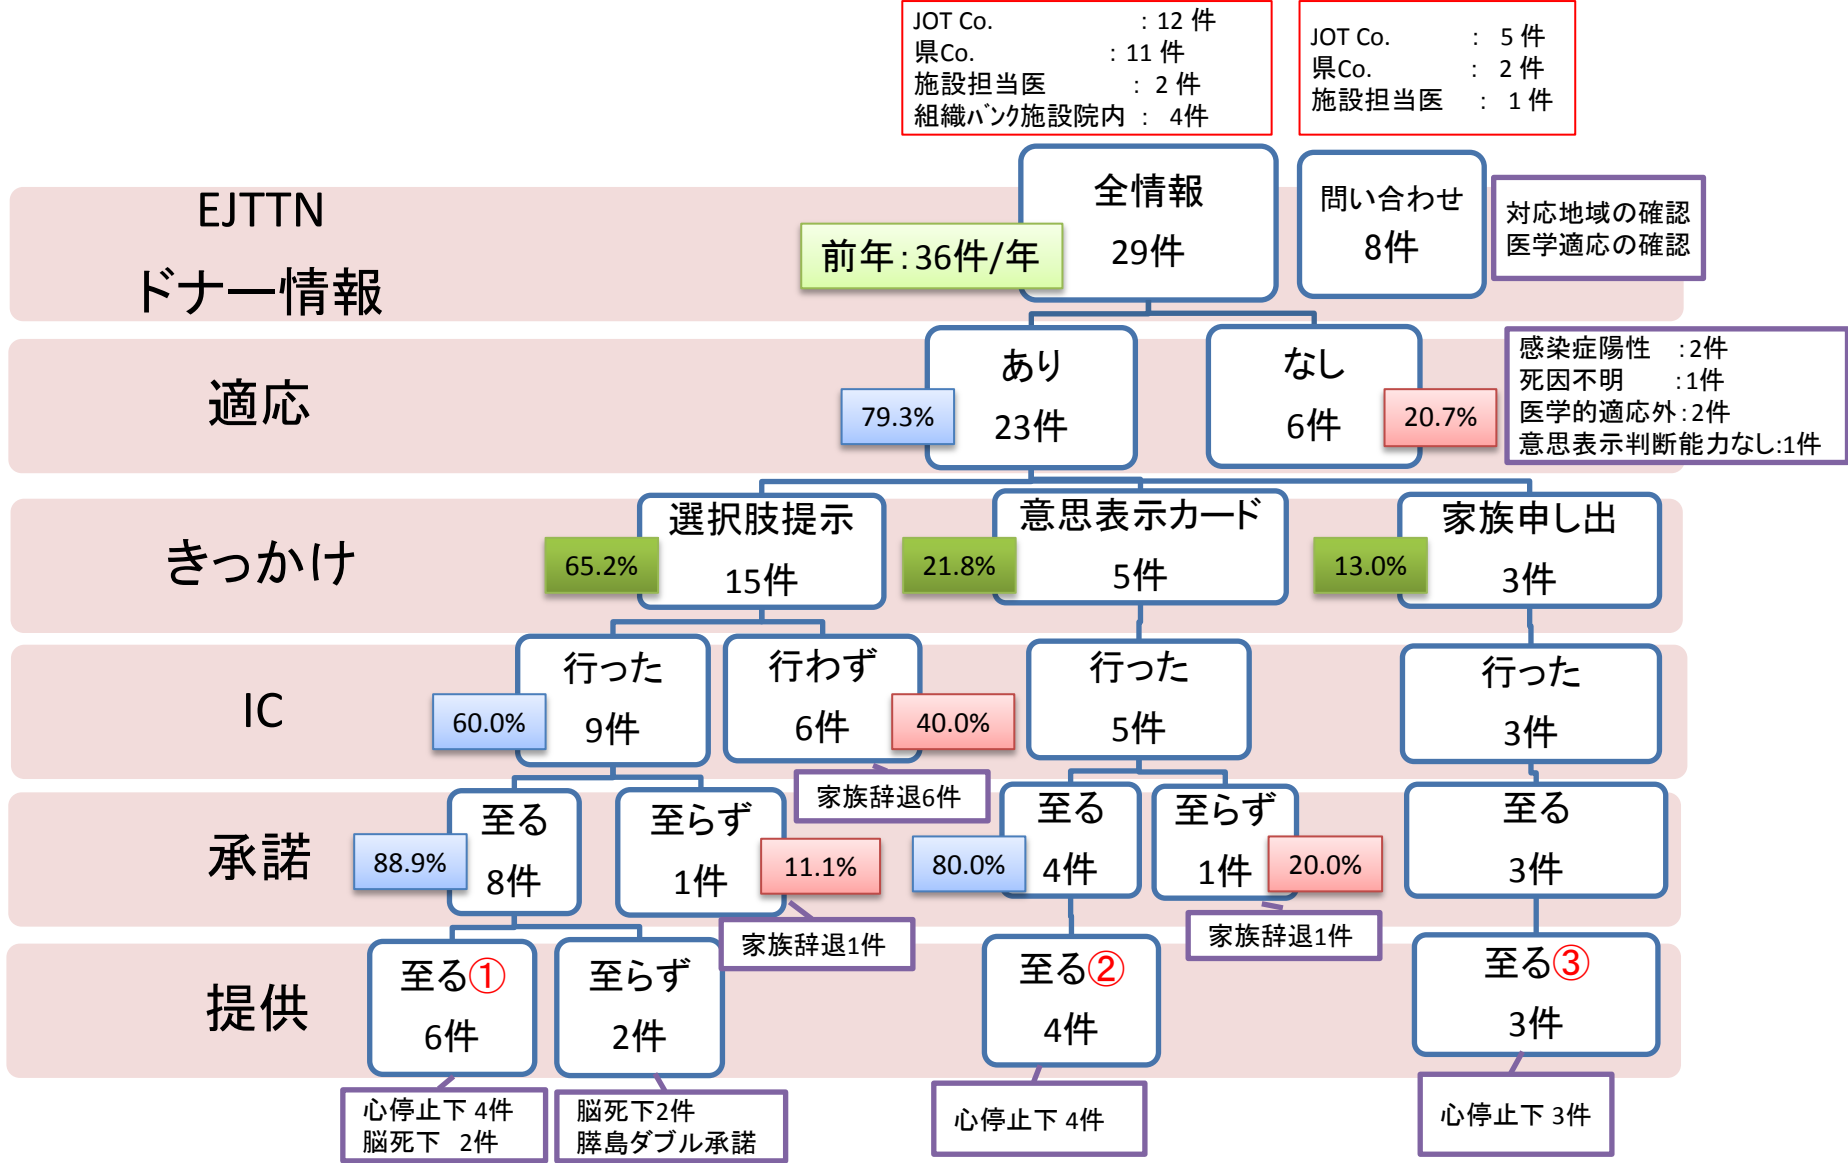 JOT Co. : 12 件
県Co. : 11 件
施設担当医 : 2 件
組織ﾊﾞﾝｸ施設院内 : 4件
JOT Co. : 5 件
県Co. : 2 件
施設担当医 : 1 件
EJTTN
ドナー情報
前年：36件/年
全情報
29件
問い合わせ
8件
対応地域の確認
医学適応の確認
適応
79.3%
あり
23件
なし
6件
20.7%
感染症陽性 ：2件
死因不明 ：1件
医学的適応外：2件
意思表示判断能力なし:1件
きっかけ
65.2%
選択肢提示
15件
21.8%
意思表示カード
5件
13.0%
家族申し出
3件
IC
60.0%
行った
9件
行わず
6件
40.0%
家族辞退6件
行った
5件
行った
3件
承諾
88.9%
至る
8件
至らず
1件
11.1%
家族辞退1件
80.0%
至る
4件
至らず
1件
20.0%
家族辞退1件
至る
3件
提供
至る①
6件
至らず
2件
至る②
4件
至る③
3件
心停止下 4件
脳死下 2件
脳死下2件
膵島ダブル承諾
心停止下 4件
心停止下 3件